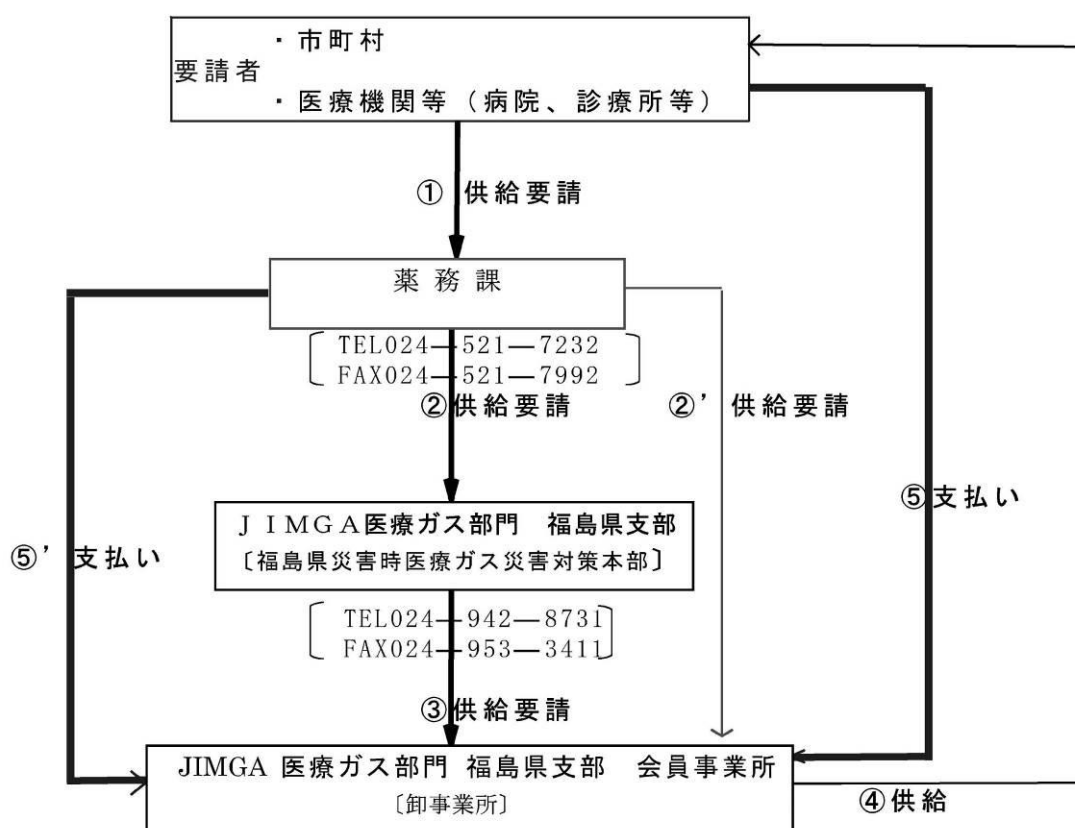 ・市町村
要請者
・医療機関等（病院、診療所等）
① 供給要請
薬 務 課
TEL024—521—7232
FAX024—521—7992
②供給要請
②’ 供給要請
⑤支払い
ＪＩＭＧＡ医療ガス部門　福島県支部
〔福島県災害時医療ガス災害対策本部〕
⑤’ 支払い
TEL024—942—8731
FAX024—953—3411
③供給要請
JIMGA 医療ガス部門 福島県支部　会員事業所
〔卸事業所〕
④供給